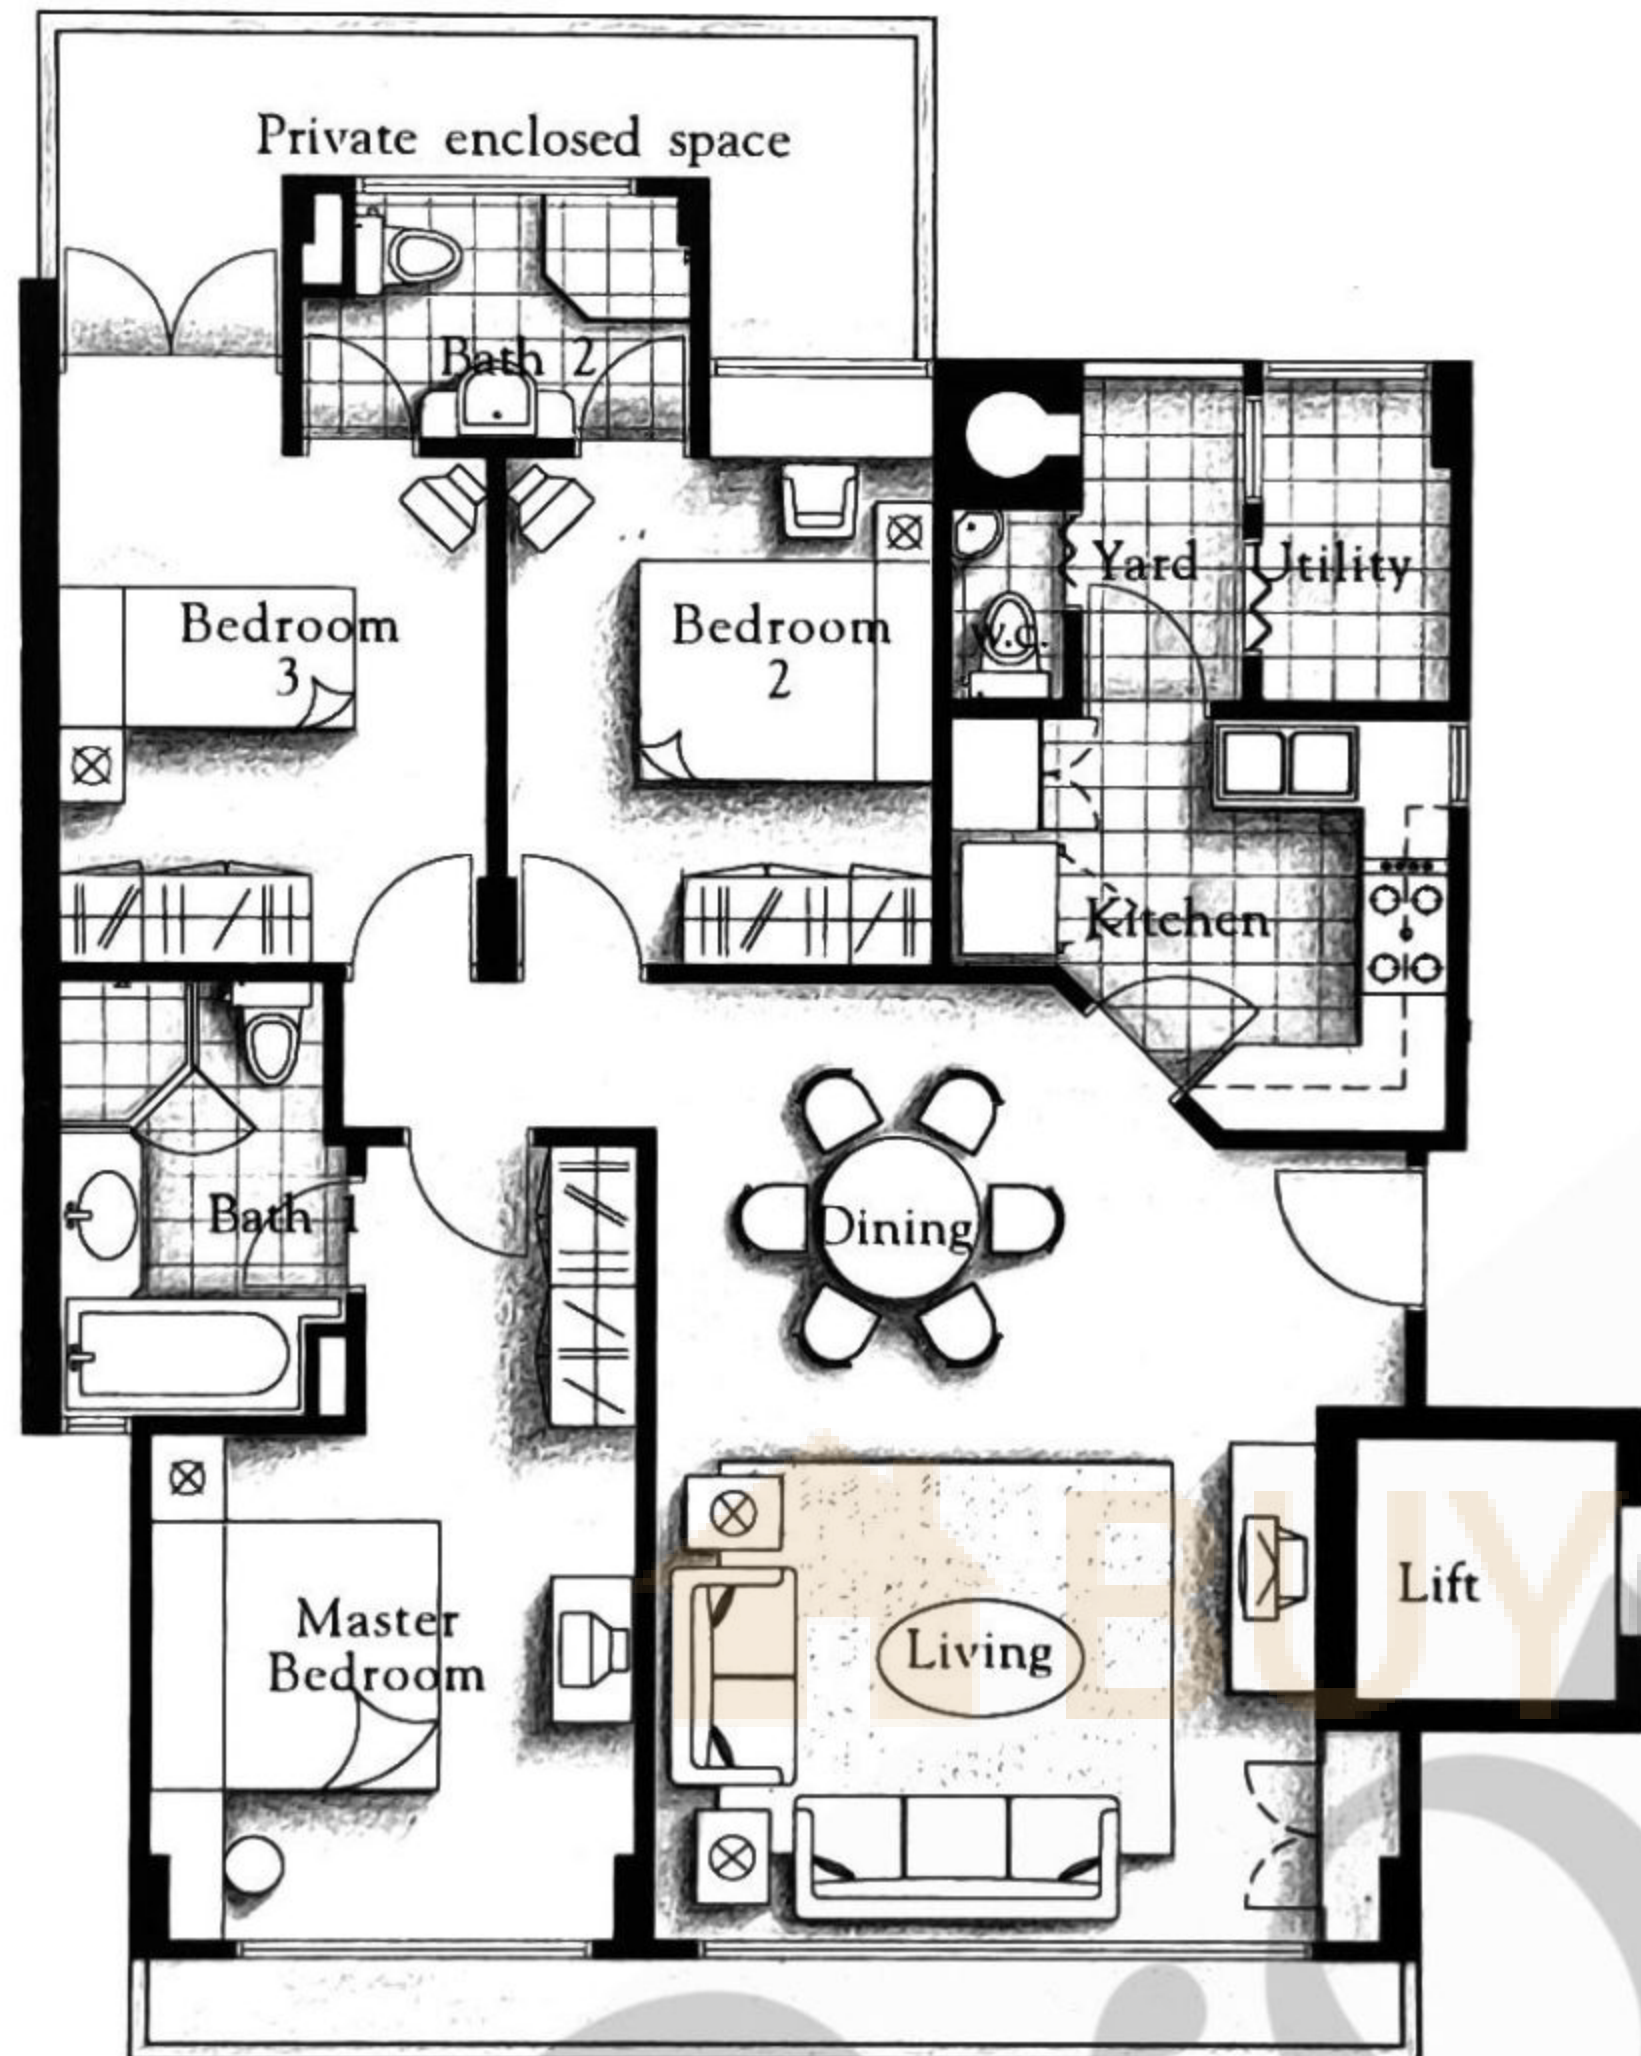 Private enclosed space
Bath 2
Bedroom
3
Bedroom
2
Yard
Utility
w.c.
Kitchen
Bath 1
Dining
Master
Bedroom
Living
Lift
BUY